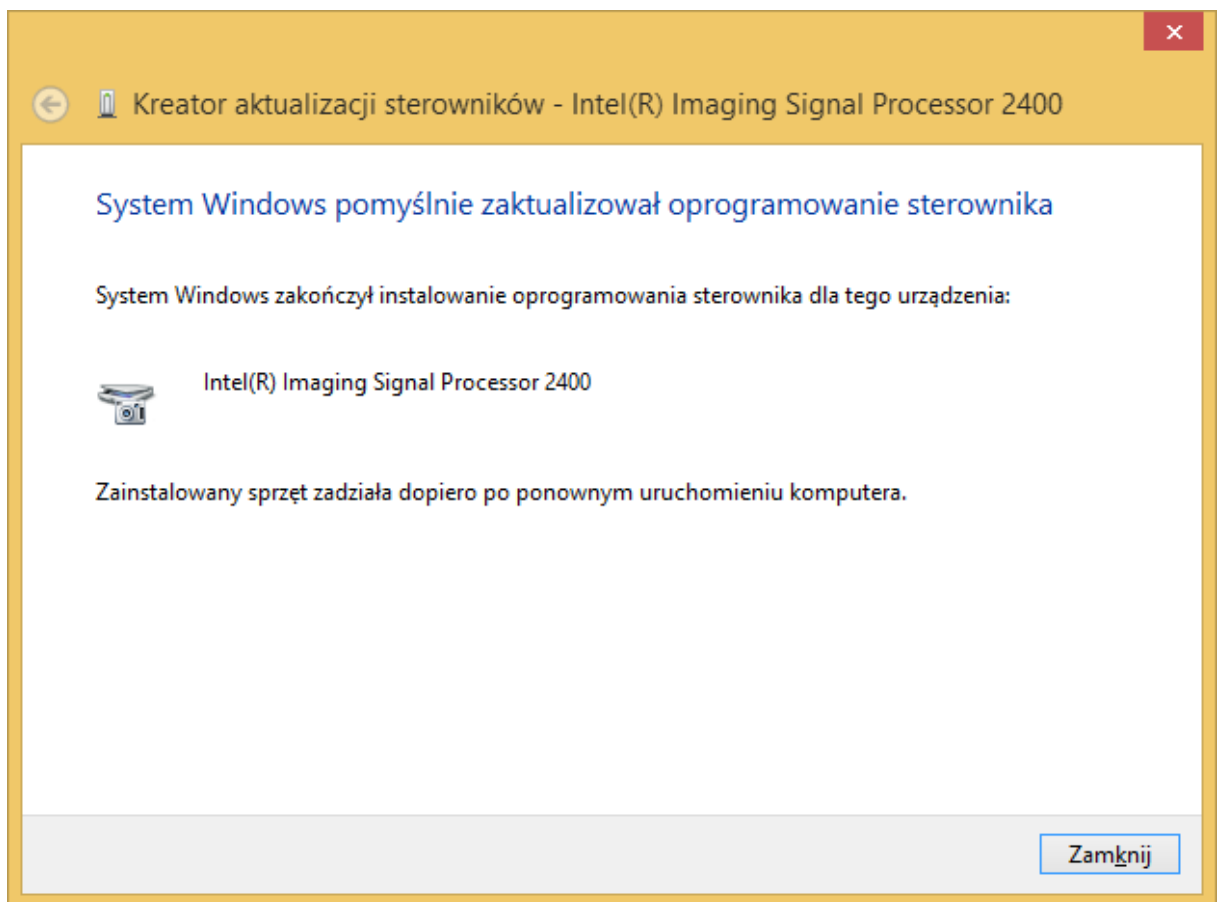 Kreator aktualizacji sterowników - Intel(R) Imaging Signal Processor 2400
System Windows pomyślnie zaktualizował oprogramowanie sterownika
System Windows zakończył instalowanie oprogramowania sterownika dla tego urządzenia:
Intel(R) Imaging Signal Processor 2400
Zainstalowany sprzęt zadziała dopiero po ponownym uruchomieniu komputera.
Zamknij